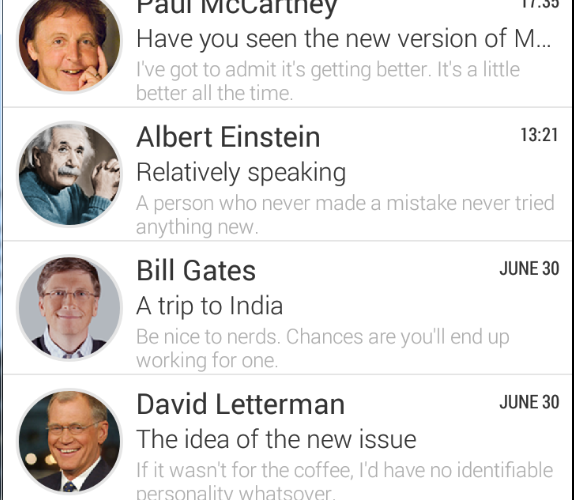 Paul McCartney
17:35
Have you seen the new version of M...
I've got to admit it's getting better. It's a little
better all the time.
Albert Einstein
13:21
Relatively speaking
A person who never made a mistake never tried
anything new.
Bill Gates
JUNE 30
A trip to India
Be nice to nerds. Chances are you'll end up
working for one.
David Letterman
JUNE 30
The idea of the new issue
If it wasn't for the coffee, I'd have no identifiable
personality whatsover.